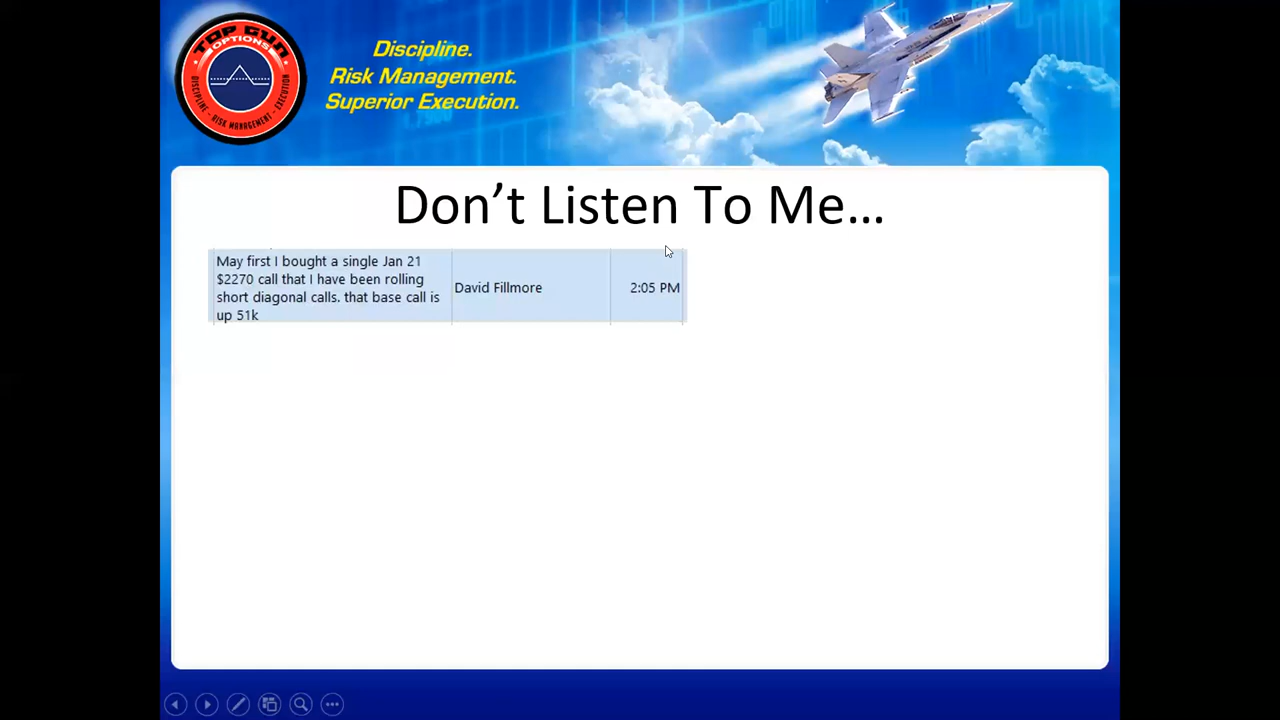 TOP GUN
OPTIONS
DISCIPLINE - RISK MANAGEMENT - EXECUTION
Discipline.
Risk Management.
Superior Execution.
Don’t Listen To Me…
May first I bought a single Jan 21
$2270 call that I have been rolling
short diagonal calls. that base call is
up 51k
David Fillmore
2:05 PM